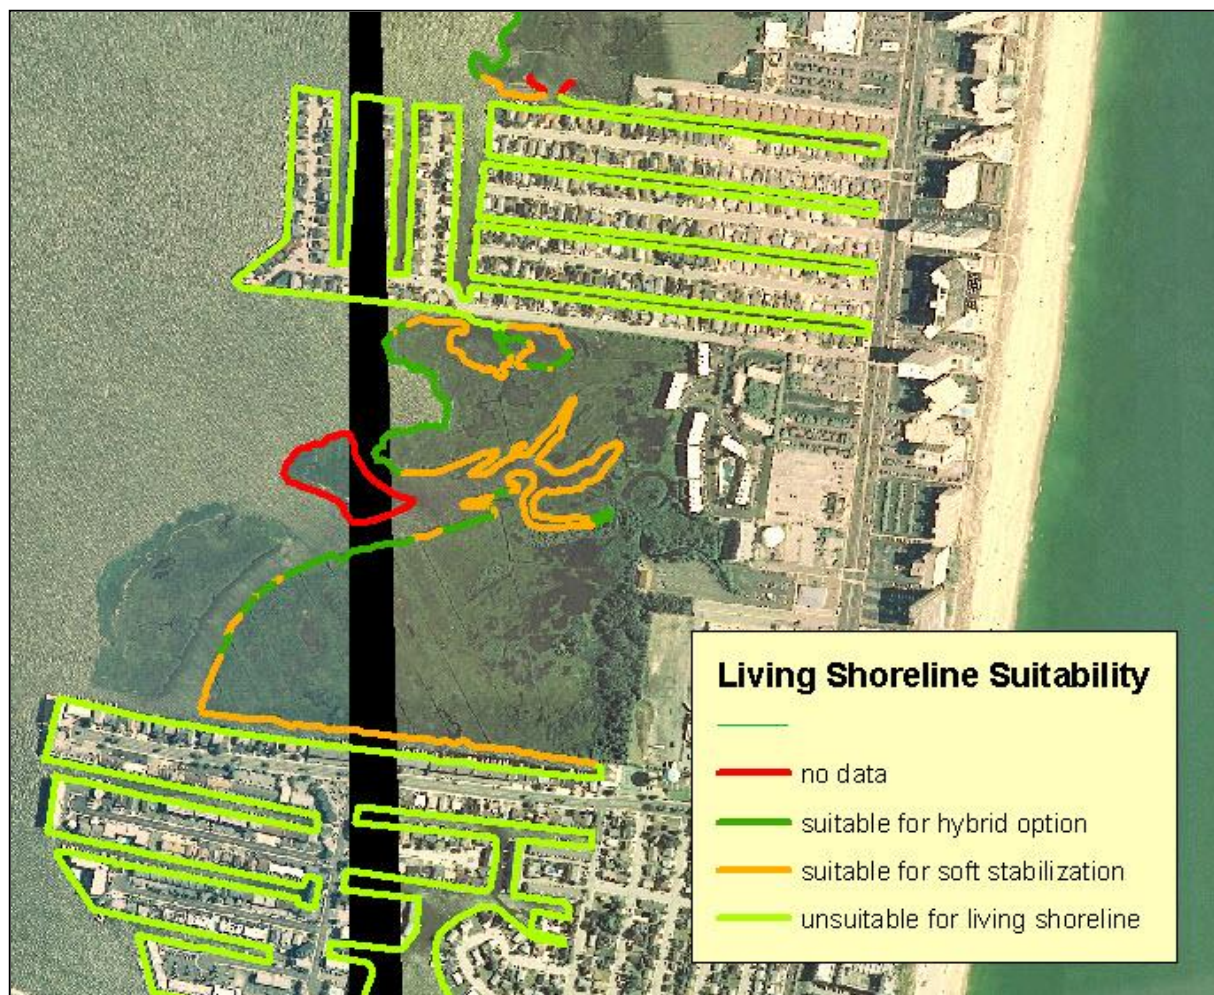 Living Shoreline Suitability
no data
suitable for hybrid option
suitable for soft stabilization
unsuitable for living shoreline